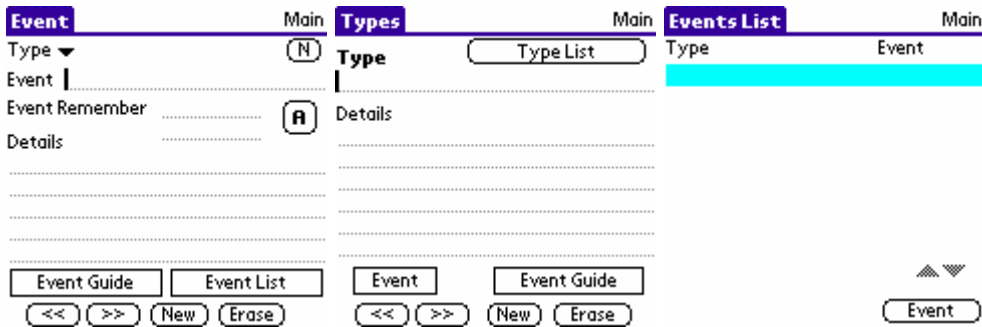 Event Main
Type N
Event
Event Remember A
Details
Event Guide Event List
<< >> New Erase
Types Main
Type Type List
Details
Event Event Guide
<< >> New Erase
Events List Main
Type Event
Event